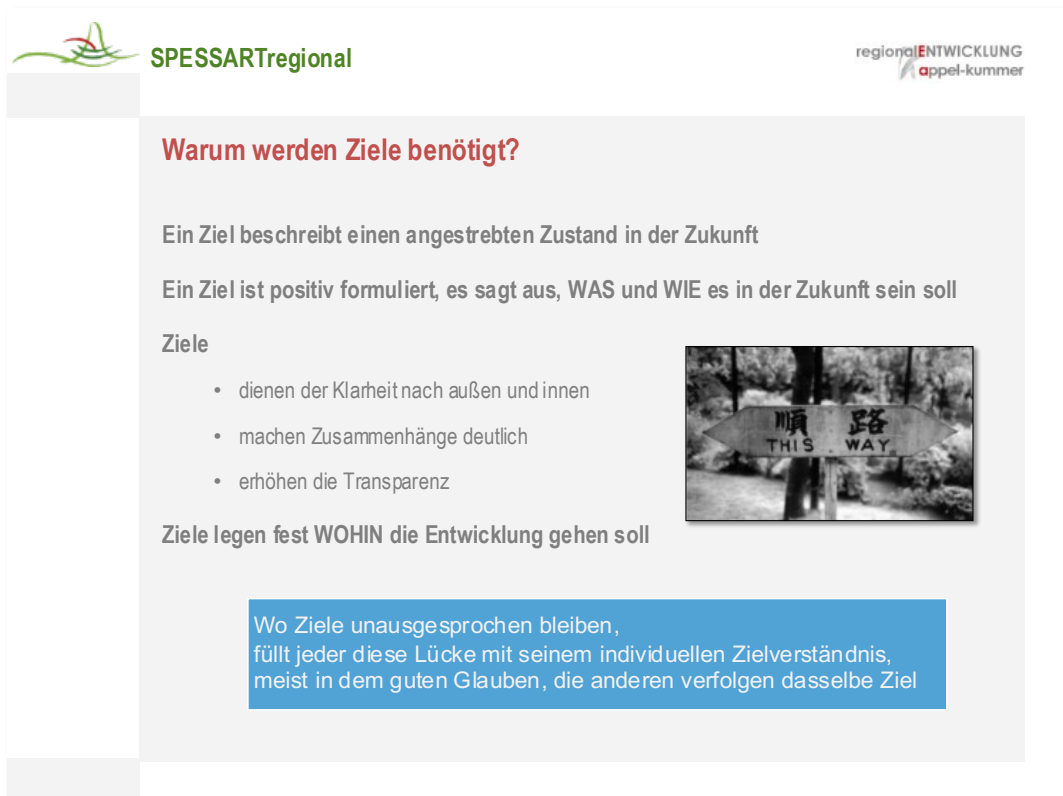 SPESSARTregional
regionalENTWICKLUNG
appel-kummer
Warum werden Ziele benötigt?
Ein Ziel beschreibt einen angestrebten Zustand in der Zukunft
Ein Ziel ist positiv formuliert, es sagt aus, WAS und WIE es in der Zukunft sein soll
Ziele
• dienen der Klarheit nach außen und innen
• machen Zusammenhänge deutlich
• erhöhen die Transparenz
順路
THIS WAY
Ziele legen fest WOHIN die Entwicklung gehen soll
Wo Ziele unausgesprochen bleiben,
füllt jeder diese Lücke mit seinem individuellen Zielverständnis,
meist in dem guten Glauben, die anderen verfolgen dasselbe Ziel